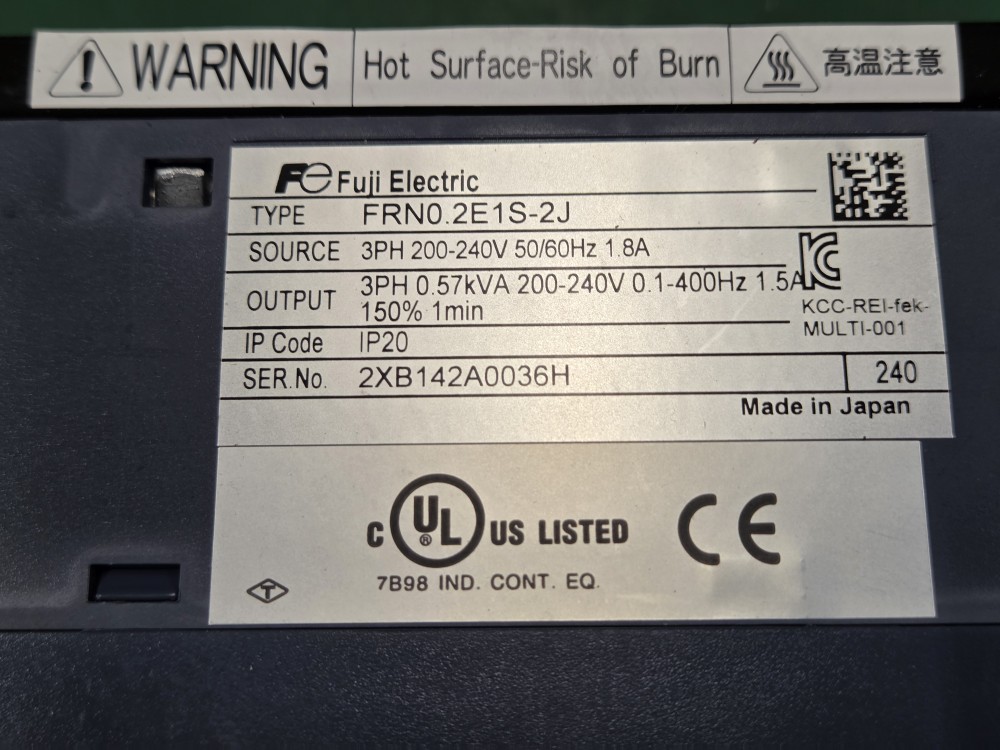 WARNING Hot Surface-Risk of Burn 高温注意
Fe Fuji Electric
TYPE FRN0.2E1S-2J
SOURCE 3PH 200-240V 50/60Hz 1.8A
OUTPUT 3PH 0.57kVA 200-240V 0.1-400Hz 1.5A
150% 1min
KCC-REI-fek-
MULTI-001
IP Code IP20
SER.No. 2XB142A0036H 240
Made in Japan
C UL® US LISTED CE
7B98 IND. CONT. EQ.
T